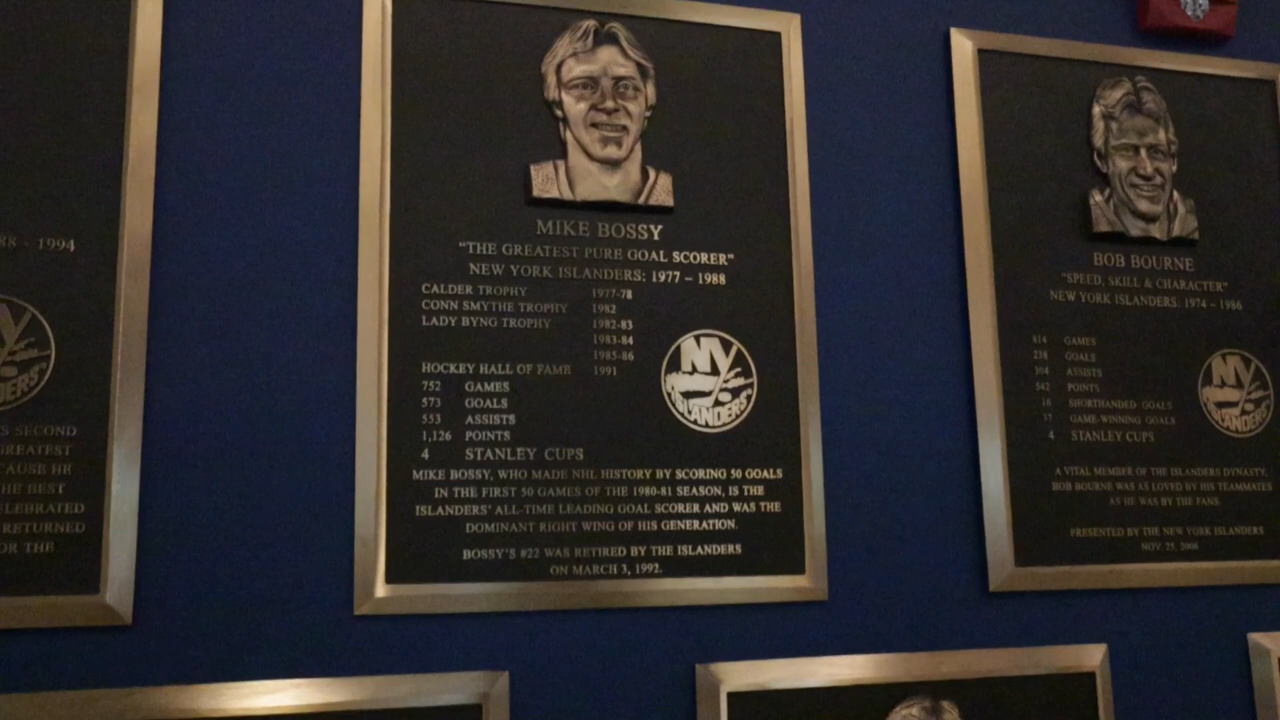 1994
S SECOND
GREATEST
CAUSE HE
HE BEST
LEBRATED
RETURNED
OR THE
MIKE BOSSY
"THE GREATEST PURE GOAL SCORER"
NEW YORK ISLANDERS: 1977 – 1988
CALDER TROPHY 1977-78
CONN SMYTHE TROPHY 1982
LADY BYNG TROPHY 1982-83
1983-84
1985-86
HOCKEY HALL OF FAME 1991
752 GAMES
573 GOALS
553 ASSISTS
1,126 POINTS
4 STANLEY CUPS
NY
ISLANDERS
MIKE BOSSY, WHO MADE NHL HISTORY BY SCORING 50 GOALS
IN THE FIRST 50 GAMES OF THE 1980-81 SEASON, IS THE
ISLANDERS' ALL-TIME LEADING GOAL SCORER AND WAS THE
DOMINANT RIGHT WING OF HIS GENERATION.
BOSSY'S #22 WAS RETIRED BY THE ISLANDERS
ON MARCH 3, 1992.
BOB BOURNE
"SPEED, SKILL & CHARACTER"
NEW YORK ISLANDERS: 1974 – 1986
814 GAMES
238 GOALS
304 ASSISTS
542 POINTS
SHORTHANDED GOALS
GAME-WINNING GOALS
4 STANLEY CUPS
NY
ISLANDERS
A VITAL MEMBER OF THE ISLANDERS DYNASTY,
BOB BOURNE WAS AS LOVED BY HIS TEAMMATES
AS HE WAS BY THE FANS.
PRESENTED BY THE NEW YORK ISLANDERS
NOV. 25, 2006